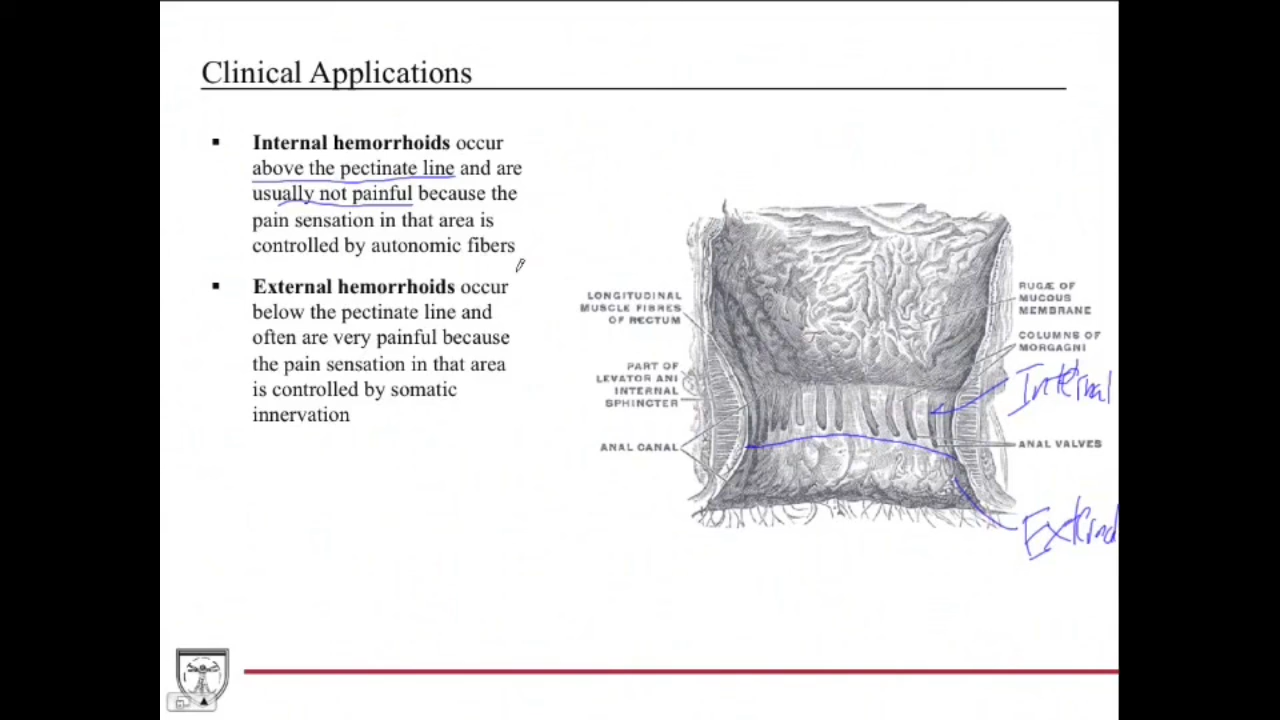 Clinical Applications
Internal hemorrhoids occur
above the pectinate line and are
usually not painful because the
pain sensation in that area is
controlled by autonomic fibers
External hemorrhoids occur
below the pectinate line and
often are very painful because
the pain sensation in that area
is controlled by somatic
innervation
LONGITUDINAL
MUSCLE FIBRES
OF RECTUM
PART OF
LEVATOR ANI
INTERNAL
SPHINCTER
ANAL CANAL
RUGÆ OF
MUCOUS
MEMBRANE
COLUMNS OF
MORGAGNI
Internal
ANAL VALVES
External